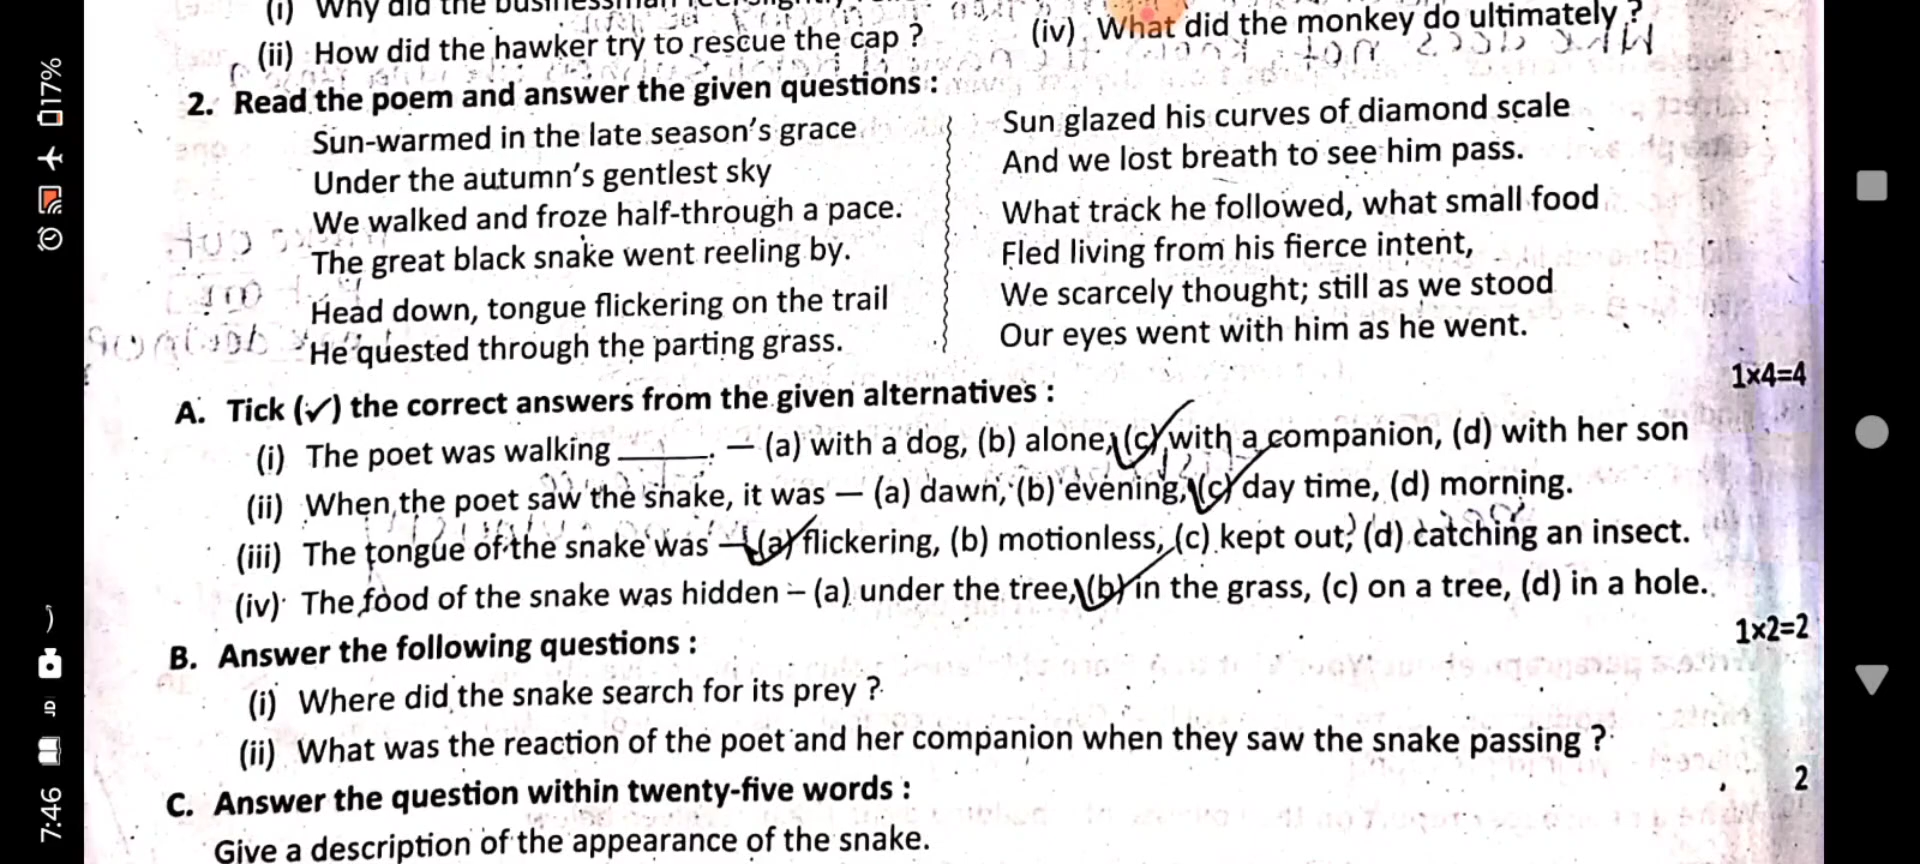 (i) Why did the businessman
(ii) How did the hawker try to rescue the cap ?
(iv) What did the monkey do ultimately ?
2. Read the poem and answer the given questions :
Sun-warmed in the late season's grace
Under the autumn's gentlest sky
We walked and froze half-through a pace.
The great black snake went reeling by.
Head down, tongue flickering on the trail
He quested through the parting grass.
Sun glazed his curves of diamond scale
And we lost breath to see him pass.
What track he followed, what small food
Fled living from his fierce intent,
We scarcely thought; still as we stood
Our eyes went with him as he went.
A. Tick (✓) the correct answers from the given alternatives : 1x4=4
(i) The poet was walking ______. — (a) with a dog, (b) alone, (c) with a companion, (d) with her son
(ii) When the poet saw the snake, it was — (a) dawn, (b) evening, (c) day time, (d) morning.
(iii) The tongue of the snake was — (a) flickering, (b) motionless, (c) kept out, (d) catching an insect.
(iv) The food of the snake was hidden – (a) under the tree, (b) in the grass, (c) on a tree, (d) in a hole.
B. Answer the following questions : 1x2=2
(i) Where did the snake search for its prey ?
(ii) What was the reaction of the poet and her companion when they saw the snake passing ?
C. Answer the question within twenty-five words : 2
Give a description of the appearance of the snake.
17%
7:46